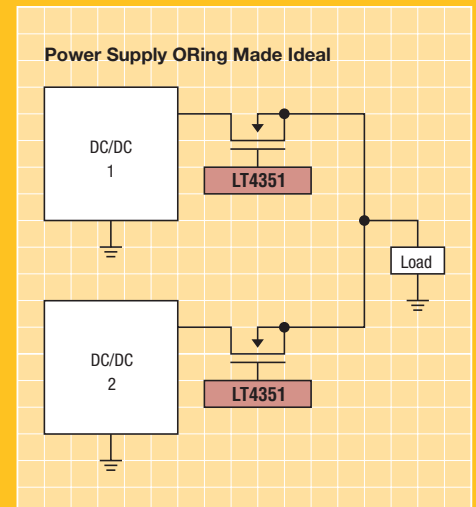 Power Supply ORing Made Ideal
DC/DC
1
LT4351
Load
DC/DC
2
LT4351